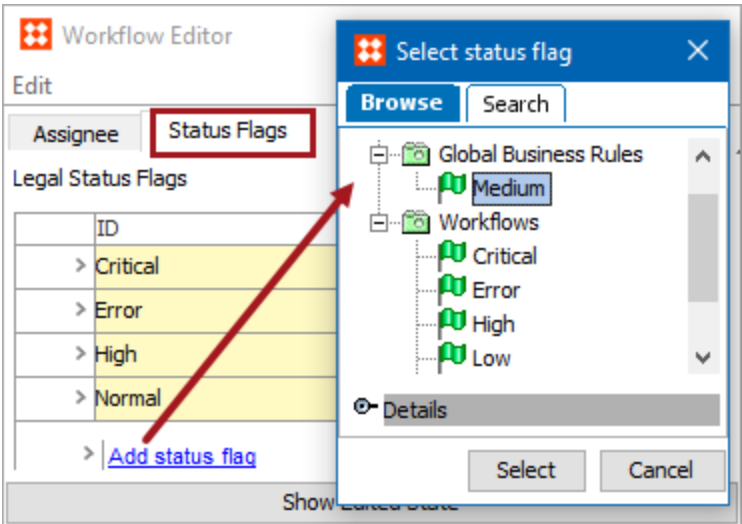 Workflow Editor
Edit
Assignee
Status Flags
Legal Status Flags
ID
Critical
Error
High
Normal
Add status flag
Show Edited State
Select status flag
Browse
Search
Global Business Rules
Medium
Workflows
Critical
Error
High
Low
Details
Select
Cancel